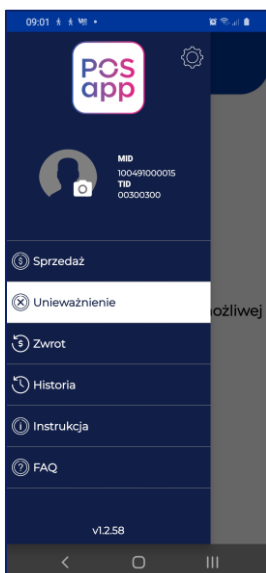 09:01
POS
app
MID
100491000015
TID
00300300
Sprzedaż
Unieważnienie
ożliwej
Zwrot
Historia
Instrukcja
FAQ
v1.2.58